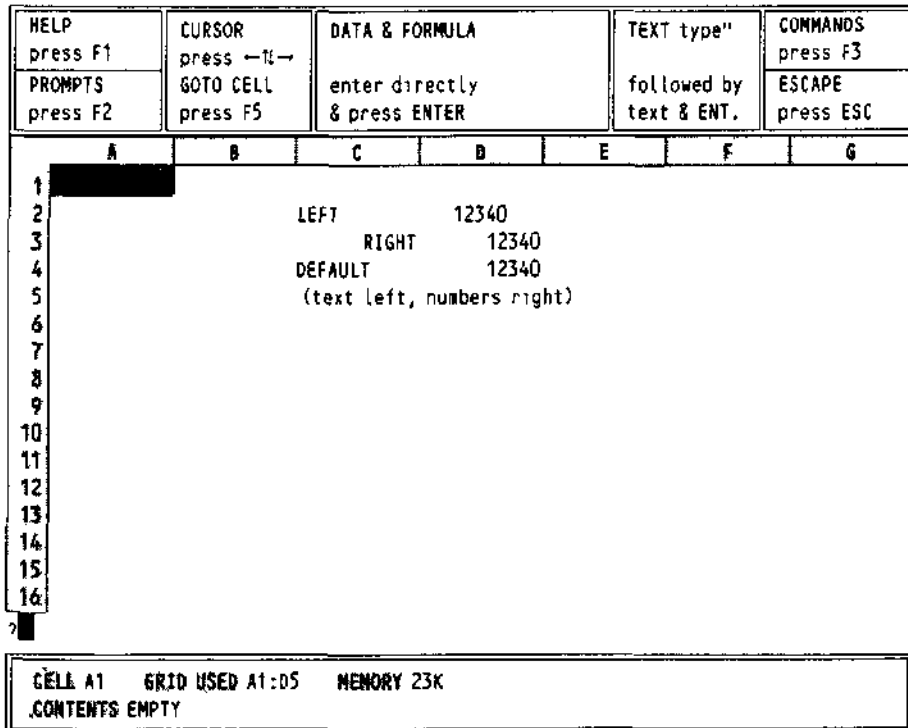 HELP CURSOR DATA & FORMULA TEXT type" COMMANDS
press F1 press ←⇅→ press F3
PROMPTS GOTO CELL enter directly followed by ESCAPE
press F2 press F5 & press ENTER text & ENT. press ESC
A B C D E F G
1
2 LEFT 12340
3 RIGHT 12340
4 DEFAULT 12340
5 (text left, numbers right)
6
7
8
9
10
11
12
13
14
15
16
?
CELL A1 GRID USED A1:D5 MEMORY 23K
CONTENTS EMPTY